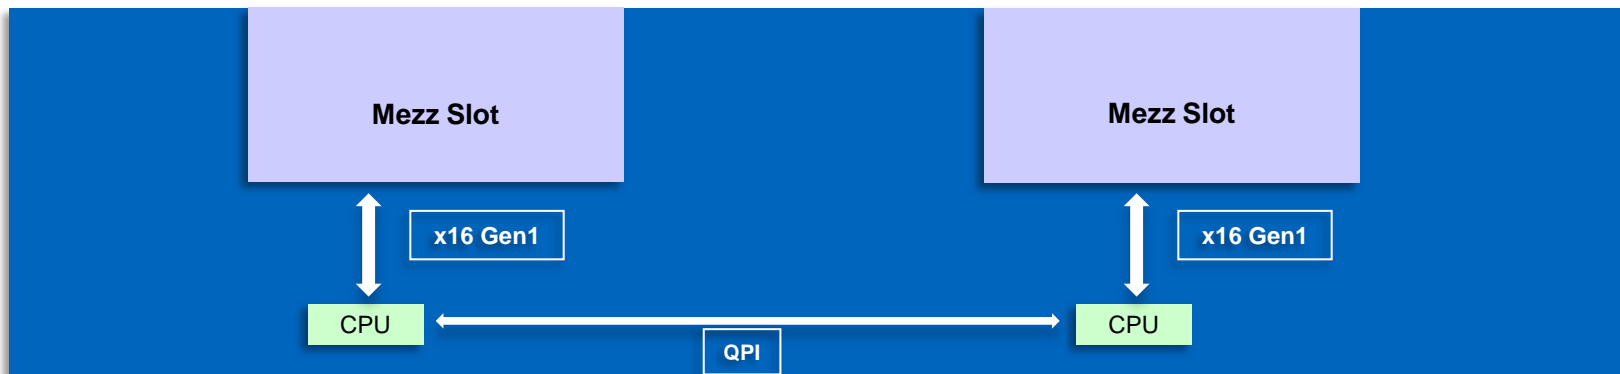 Mezz Slot
Mezz Slot
x16 Gen1
x16 Gen1
CPU
CPU
QPI